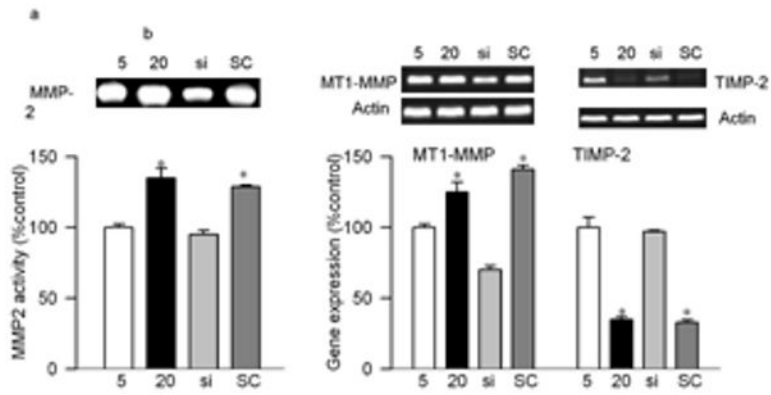 a
b
5 20 si SC
MMP-
2
5 20 si SC
MT1-MMP
Actin
5 20 si SC
TIMP-2
Actin
MMP2 activity (%control)
150
100
50
0
* *
5 20 si SC
Gene expression (%control)
150
100
50
0
MT1-MMP
* *
5 20 si SC
TIMP-2
* *
5 20 si SC